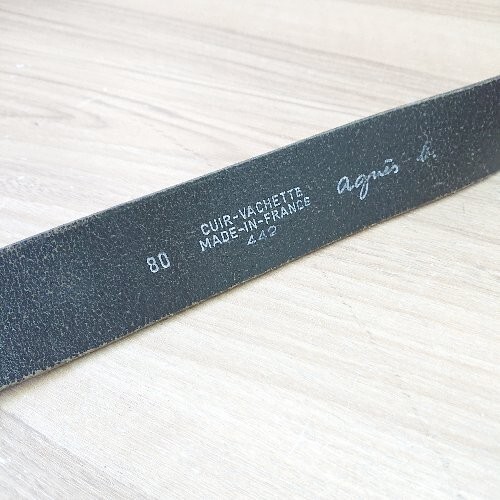 80
CUIR-VACHETTE
MADE-IN-FRANCE
442
agnès b.